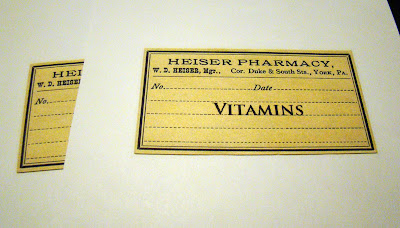 HEISER PHARMACY,
W. D. HEISER, Mgr., Cor. Duke & South Sts., YORK, PA.
No. Date
VITAMINS
HEI
W. D. HEISER,
No.